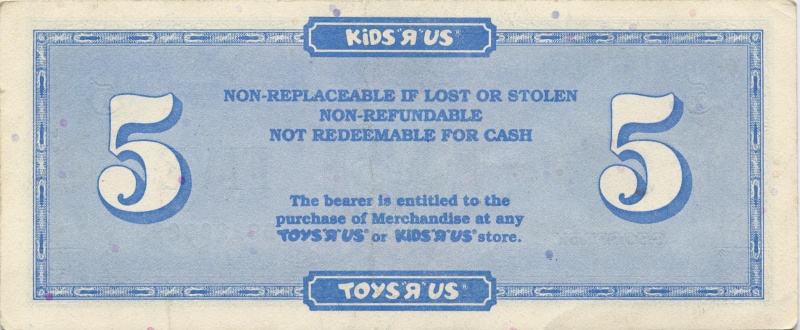 KiDS "R" US®
NON-REPLACEABLE IF LOST OR STOLEN
NON-REFUNDABLE
NOT REDEEMABLE FOR CASH
5
5
The bearer is entitled to the
purchase of Merchandise at any
TOYS"R"US® or KiDS"R"US® store.
TOYS"R"US®